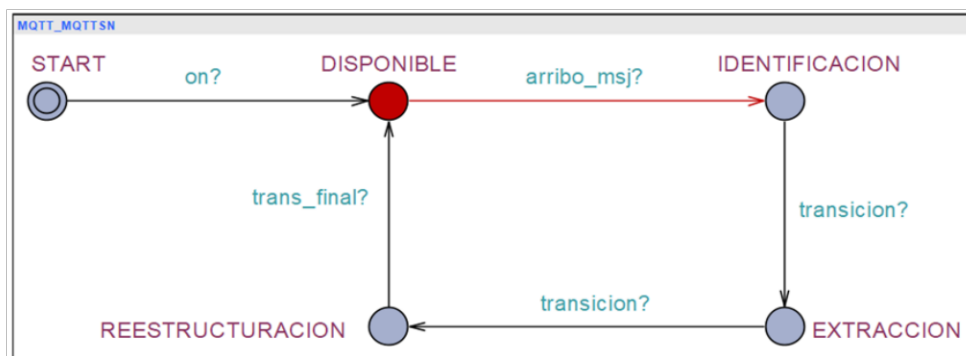 MQTT_MQTTSN
START
on?
DISPONIBLE
arribo_msj?
IDENTIFICACION
trans_final?
transicion?
REESTRUCTURACION
transicion?
EXTRACCION